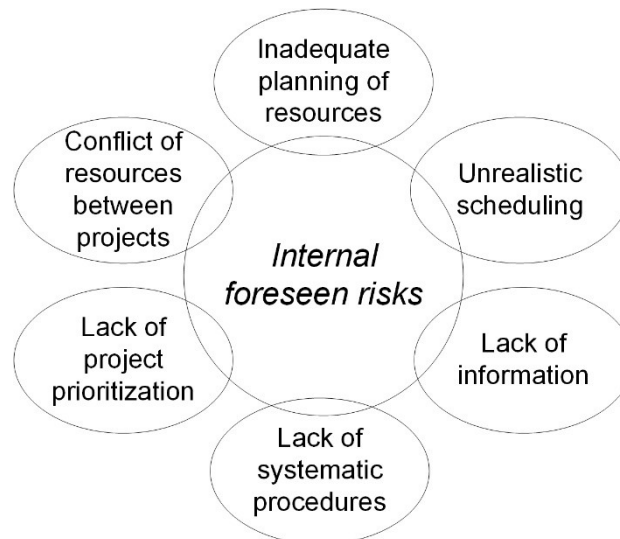 Inadequate
planning of
resources
Conflict of
resources
between
projects
Unrealistic
scheduling
Internal
foreseen risks
Lack of
project
prioritization
Lack of
information
Lack of
systematic
procedures